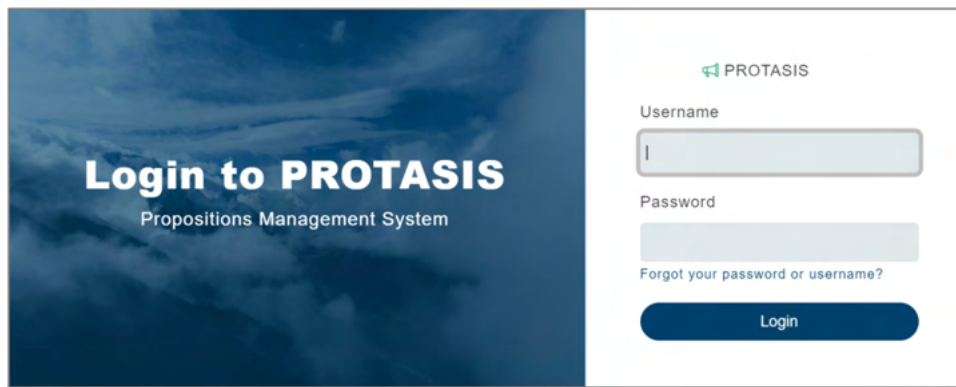 Login to PROTASIS
Propositions Management System
PROTASIS
Username
Password
Forgot your password or username?
Login